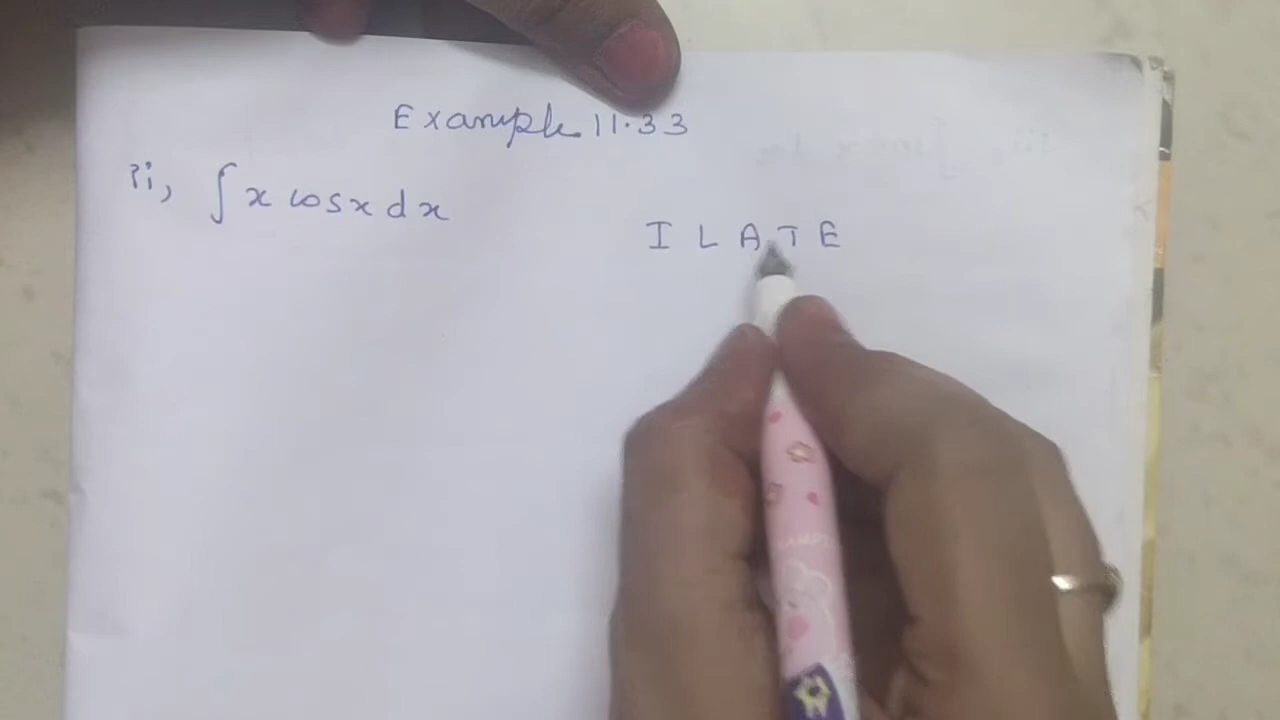 Example 11.33
ii, ∫ x cosx dx
I L A T E